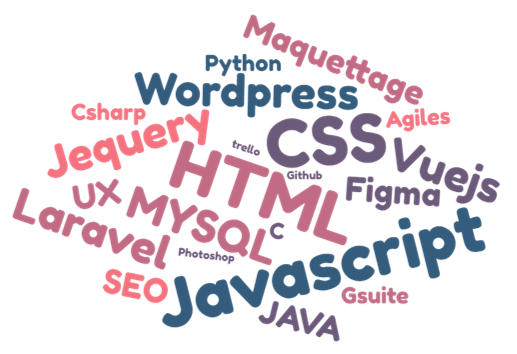 Maquettage
Python
Wordpress
Csharp
Agiles
Jequery
CSS
trello
HTML
Vuejs
Github
Figma
UX
MYSQL
Laravel
C
Javascript
Photoshop
SEO
Gsuite
JAVA